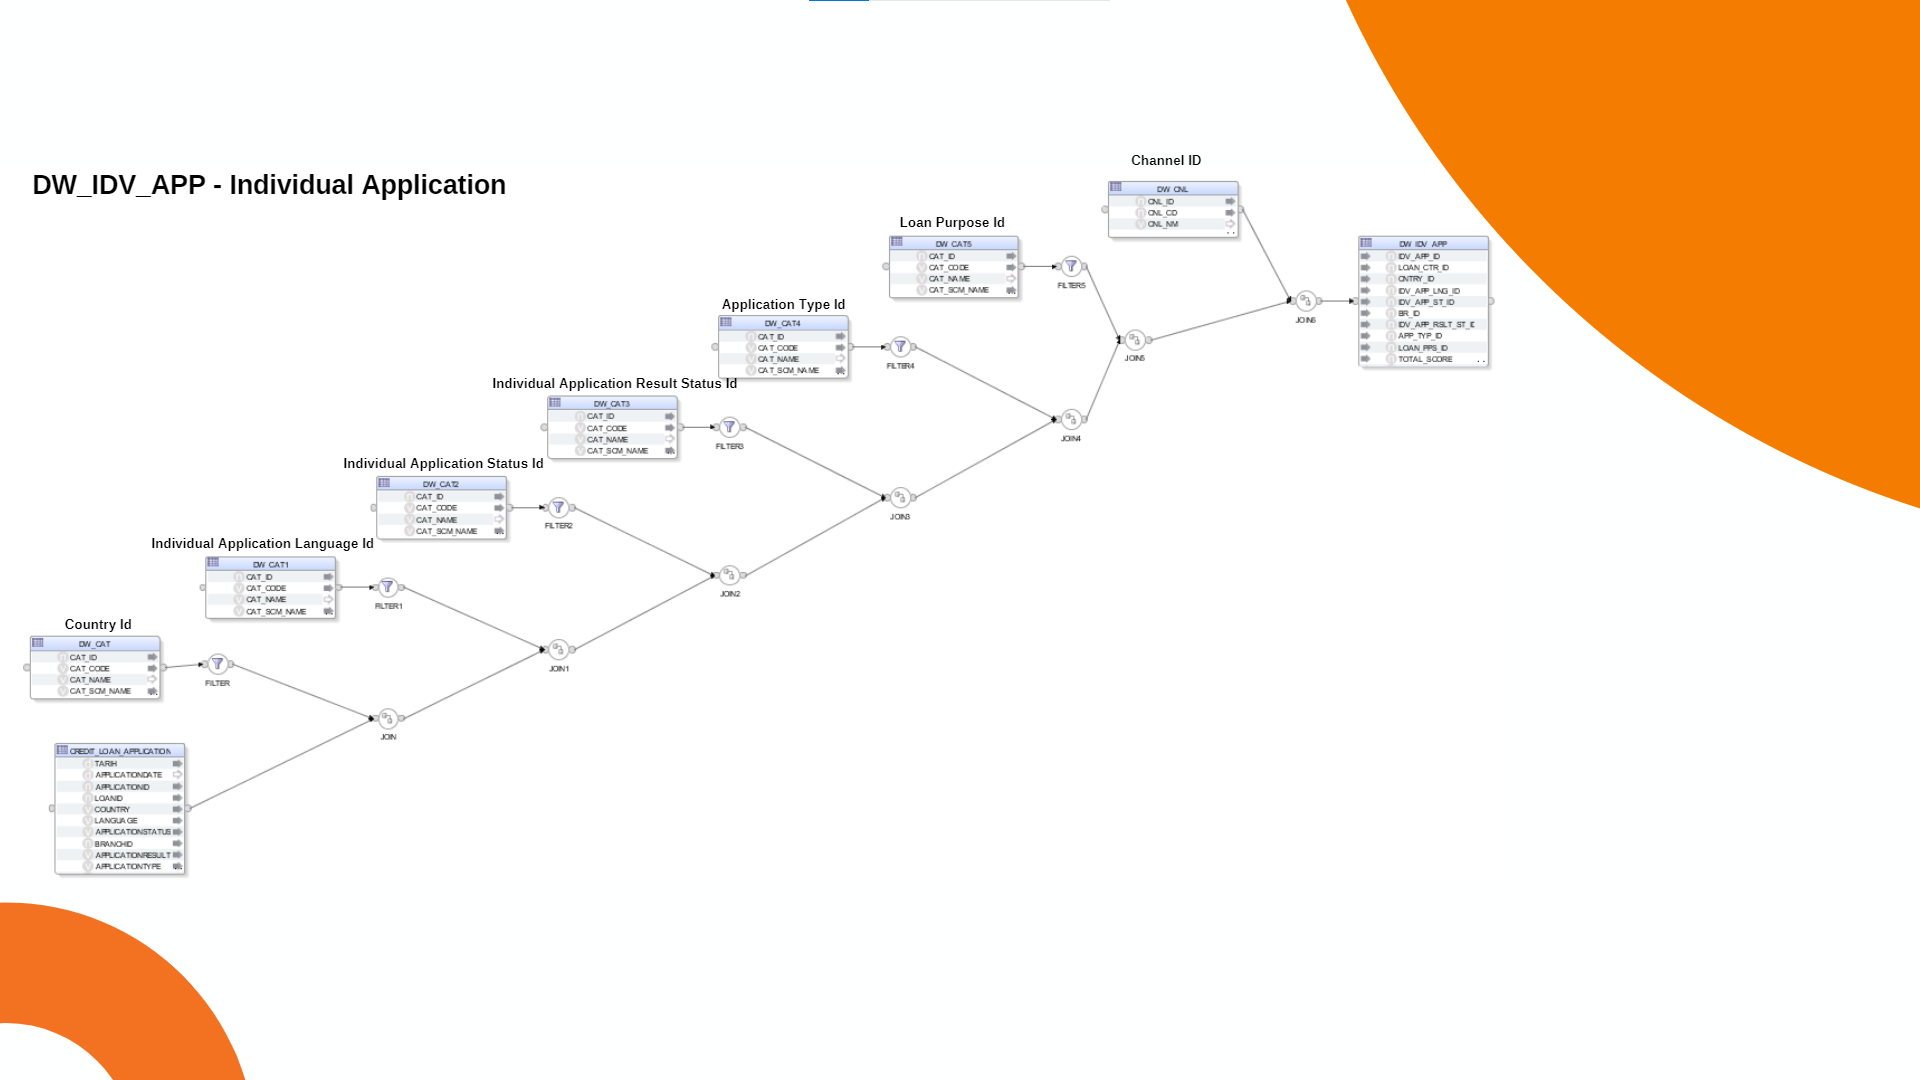 DW_IDV_APP - Individual Application
Channel ID
DW_CNL
CNL_ID
CNL_CD
CNL_NM
Loan Purpose Id
DW_CAT5
CAT_ID
CAT_CODE
CAT_NAME
CAT_SCM_NAME
FILTER5
DW_IDV_APP
IDV_APP_ID
LOAN_CTR_ID
CNTRY_ID
IDV_APP_LNG_ID
IDV_APP_ST_ID
BR_ID
IDV_APP_RSLT_ST_IC
APP_TYP_ID
LOAN_PPS_ID
TOTAL_SCORE
JOIN6
JOIN5
Application Type Id
DW_CAT4
CAT_ID
CAT_CODE
CAT_NAME
CAT_SCM_NAME
FILTER4
JOIN4
Individual Application Result Status Id
DW_CAT3
CAT_ID
CAT_CODE
CAT_NAME
CAT_SCM_NAME
FILTER3
JOIN3
Individual Application Status Id
DW_CAT2
CAT_ID
CAT_CODE
CAT_NAME
CAT_SCM_NAME
FILTER2
JOIN2
Individual Application Language Id
DW_CAT1
CAT_ID
CAT_CODE
CAT_NAME
CAT_SCM_NAME
FILTER1
JOIN1
Country Id
DW_CAT
CAT_ID
CAT_CODE
CAT_NAME
CAT_SCM_NAME
FILTER
JOIN
CREDIT_LOAN_APPLICATION
TARIH
APPLICATIONDATE
APPLICATIONID
LOANID
COUNTRY
LANGUAGE
APPLICATIONSTATUS
BRANCHID
APPLICATIONRESULT
APPLICATIONTYPE